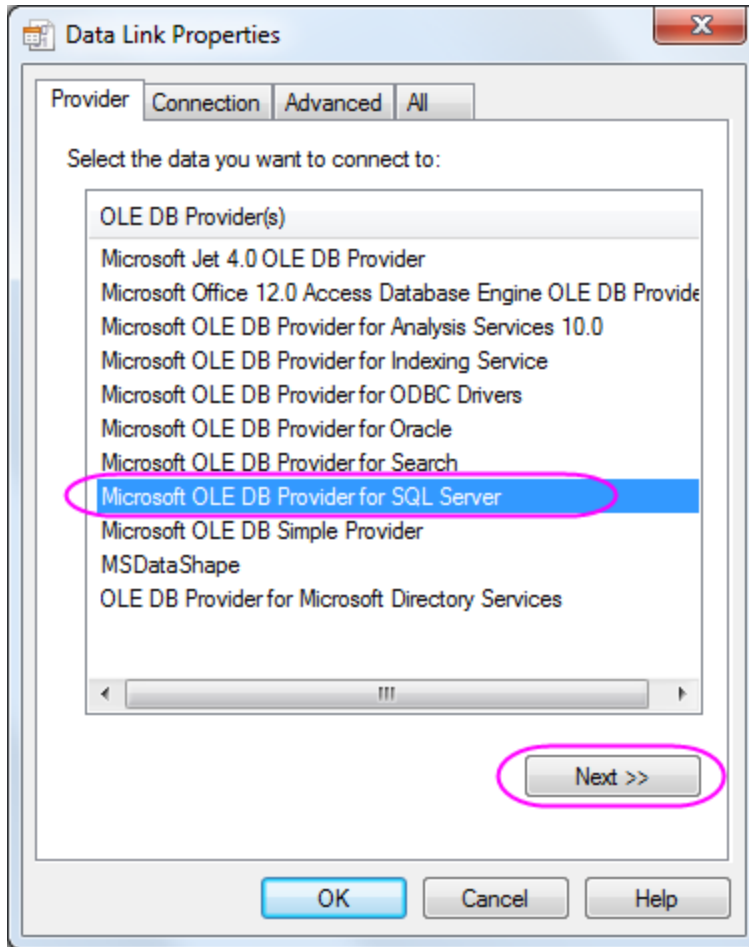 Data Link Properties
Provider Connection Advanced All
Select the data you want to connect to:
OLE DB Provider(s)
Microsoft Jet 4.0 OLE DB Provider
Microsoft Office 12.0 Access Database Engine OLE DB Provide
Microsoft OLE DB Provider for Analysis Services 10.0
Microsoft OLE DB Provider for Indexing Service
Microsoft OLE DB Provider for ODBC Drivers
Microsoft OLE DB Provider for Oracle
Microsoft OLE DB Provider for Search
Microsoft OLE DB Provider for SQL Server
Microsoft OLE DB Simple Provider
MSDataShape
OLE DB Provider for Microsoft Directory Services
Next >>
OK Cancel Help